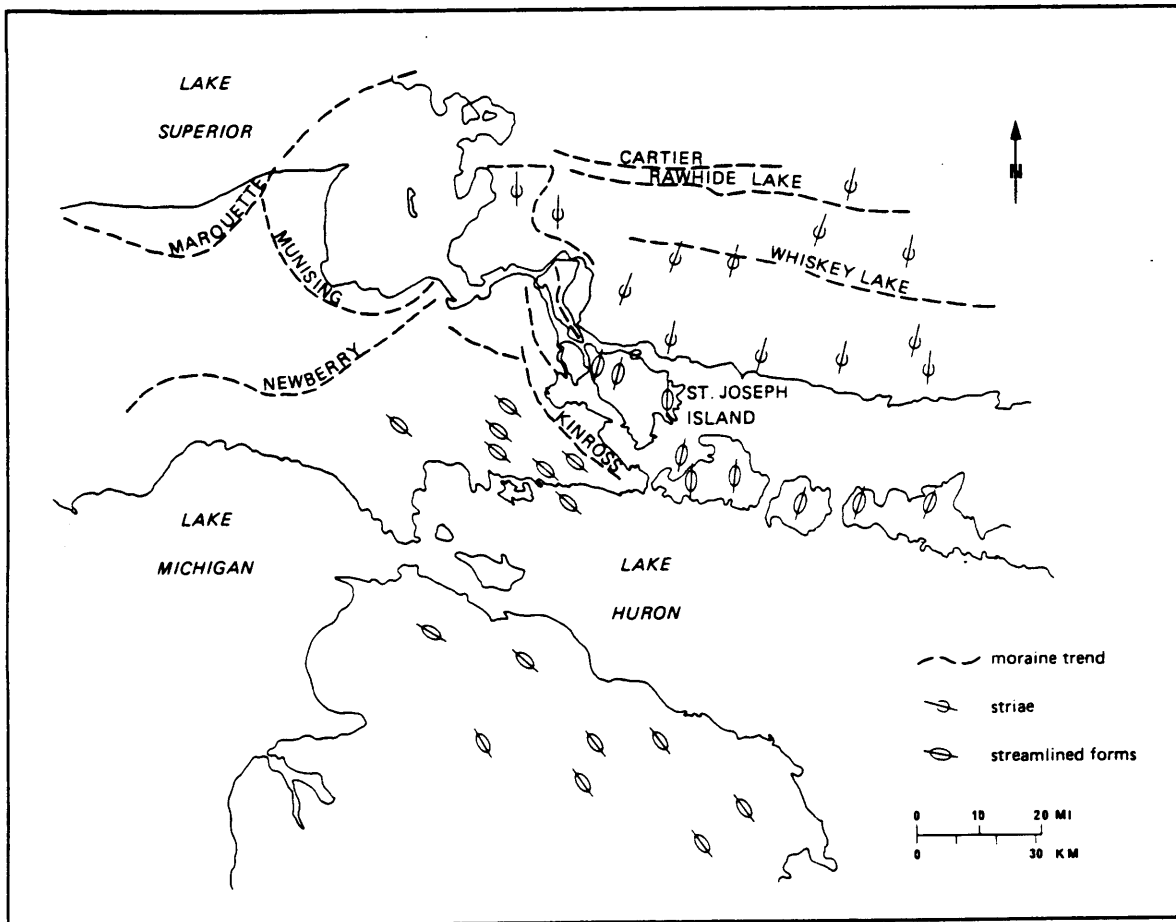 LAKE
SUPERIOR
CARTIER
RAWHIDE LAKE
N
MARQUETTE
MUNISING
WHISKEY LAKE
NEWBERRY
ST. JOSEPH
ISLAND
KINROSS
LAKE
MICHIGAN
LAKE
HURON
moraine trend
striae
streamlined forms
0 10 20 MI
0 30 KM